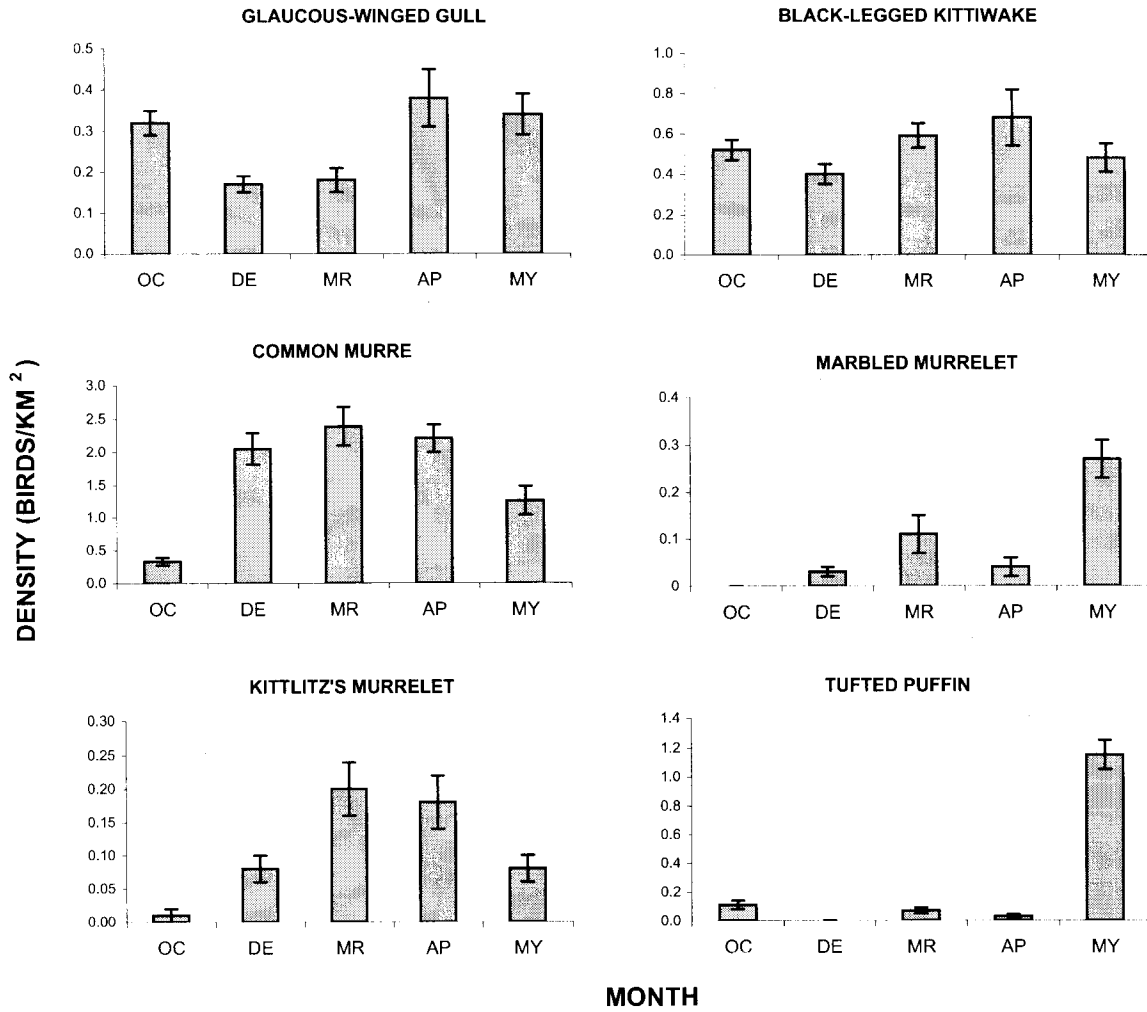 GLAUCOUS-WINGED GULL
0.5
0.4
0.3
0.2
0.1
0.0
OC DE MR AP MY
BLACK-LEGGED KITTIWAKE
1.0
0.8
0.6
0.4
0.2
0.0
OC DE MR AP MY
DENSITY (BIRDS/KM ²)
COMMON MURRE
3.0
2.5
2.0
1.5
1.0
0.5
0.0
OC DE MR AP MY
MARBLED MURRELET
0.4
0.3
0.2
0.1
0
OC DE MR AP MY
KITTLITZ'S MURRELET
0.30
0.25
0.20
0.15
0.10
0.05
0.00
OC DE MR AP MY
TUFTED PUFFIN
1.4
1.2
1.0
0.8
0.6
0.4
0.2
0.0
OC DE MR AP MY
MONTH